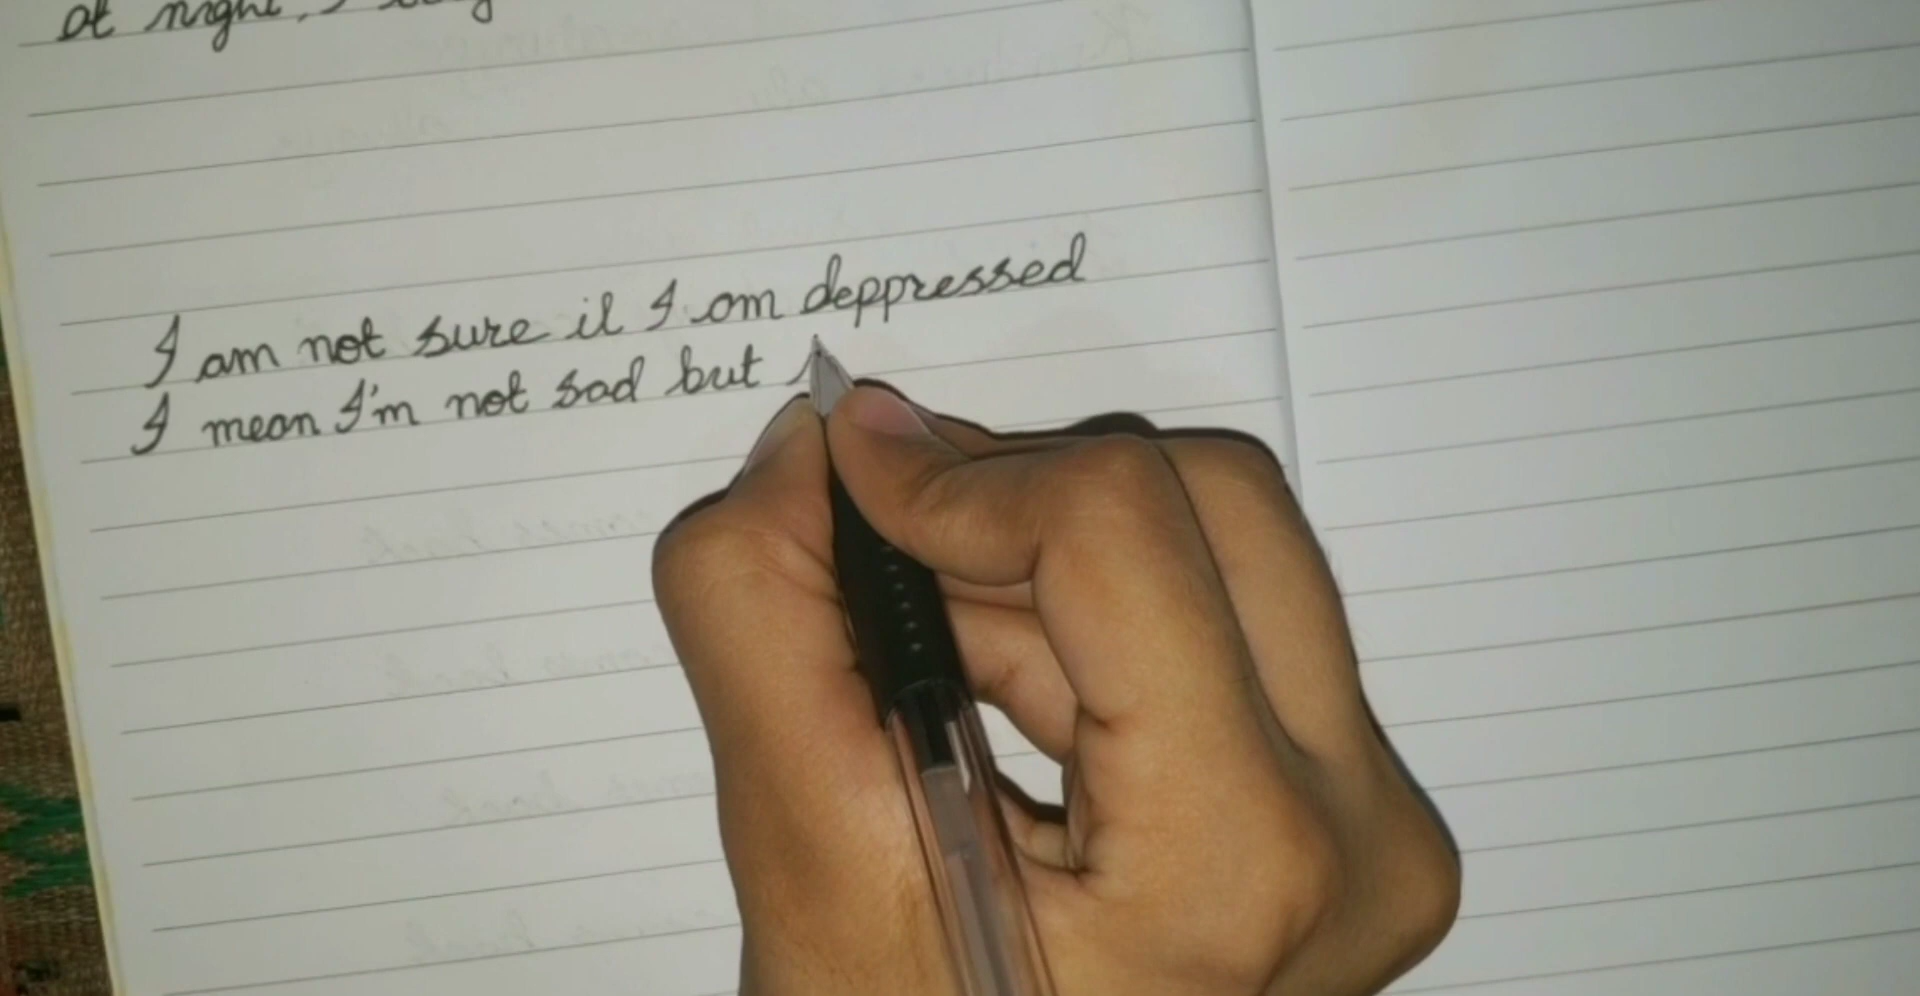 at night, I
I am not sure if I am deppressed
I mean I'm not sad but